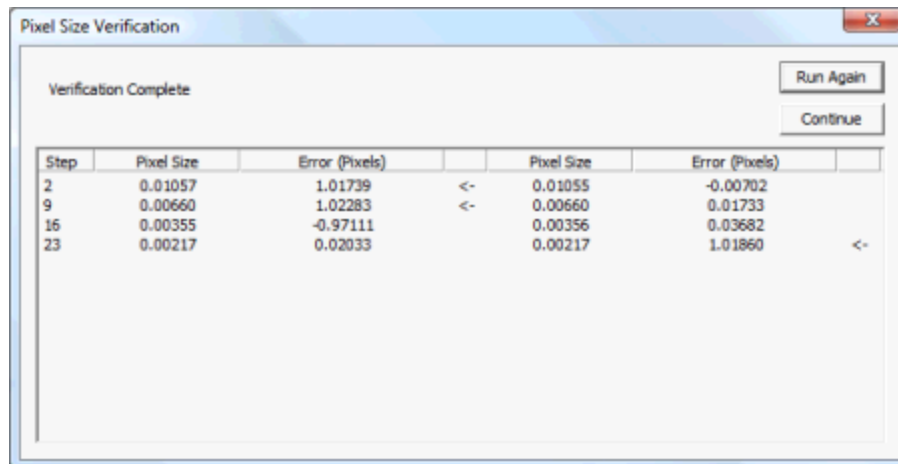 Pixel Size Verification
Verification Complete
Run Again
Continue
Step Pixel Size Error (Pixels) Pixel Size Error (Pixels)
2 0.01057 1.01739 <- 0.01055 -0.00702
9 0.00660 1.02283 <- 0.00660 0.01733
16 0.00355 -0.97111 0.00356 0.03682
23 0.00217 0.02033 0.00217 1.01860 <-